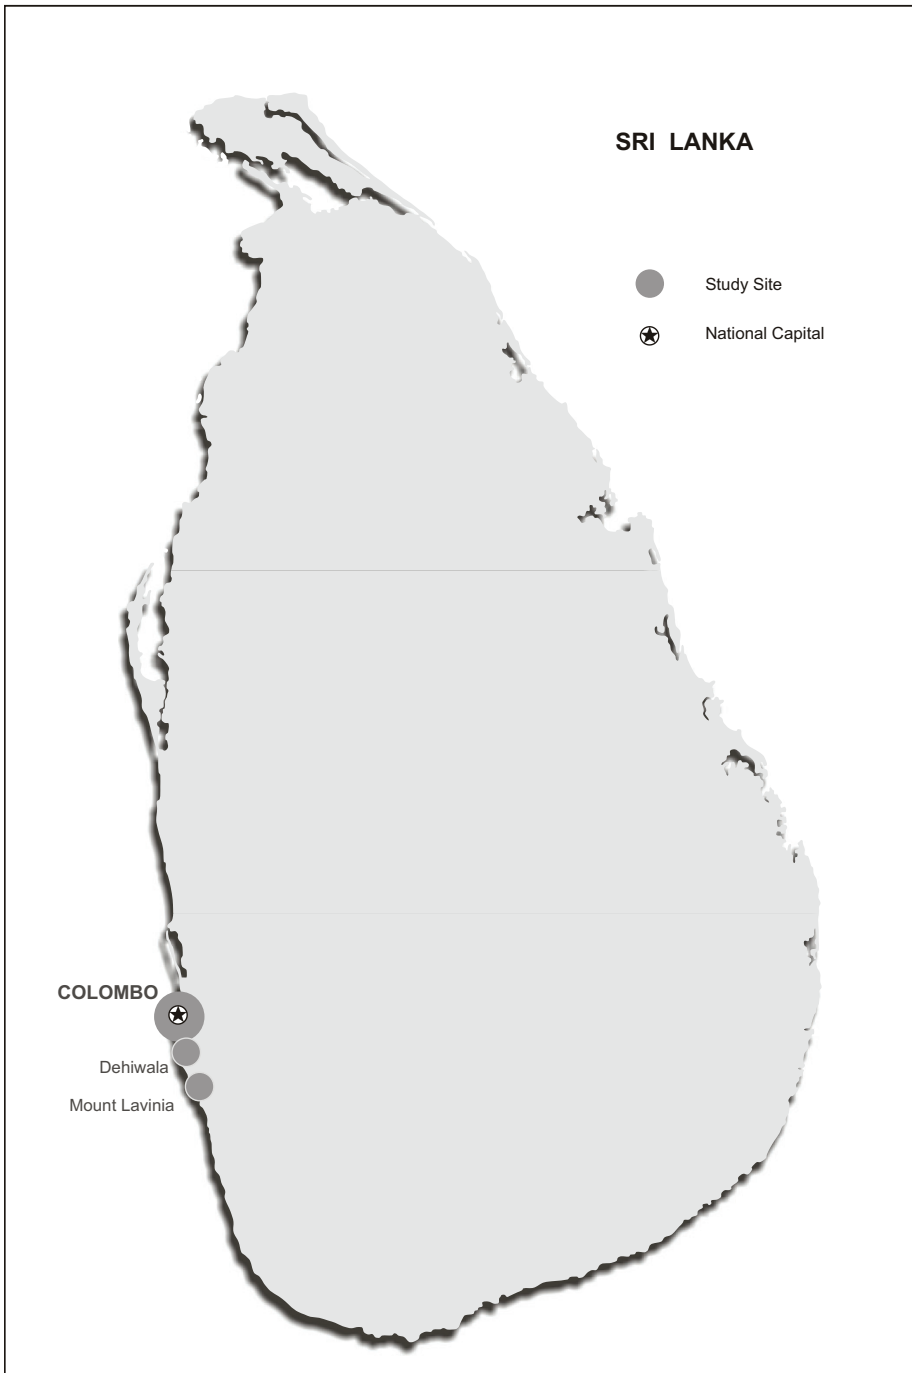 SRI LANKA
Study Site
National Capital
COLOMBO
Dehiwala
Mount Lavinia